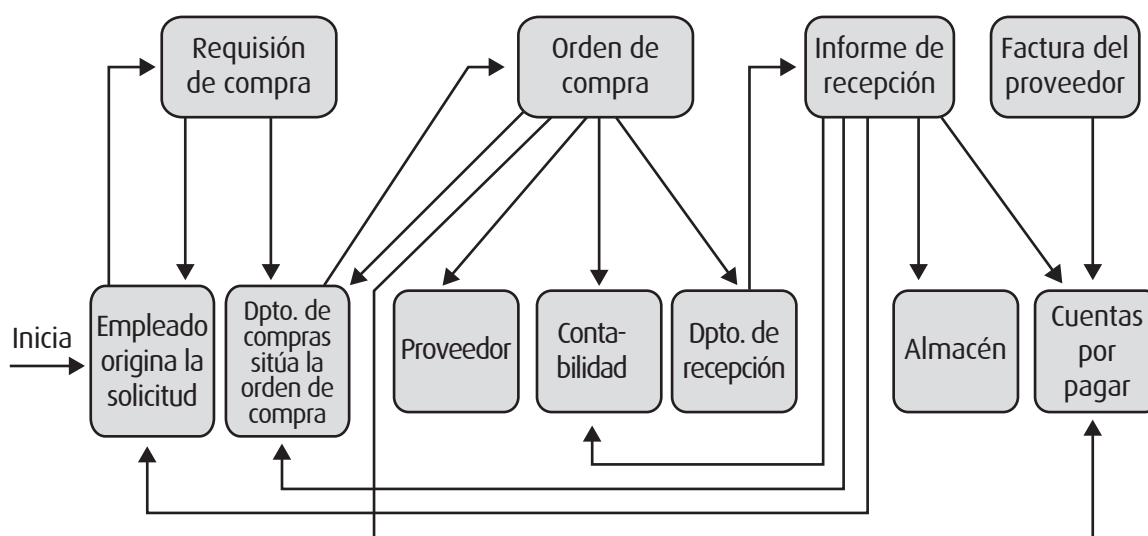 Requisión
de compra
Orden de
compra
Informe de
recepción
Factura del
proveedor
Inicia
Empleado
origina la
solicitud
Dpto. de
compras
sitúa la
orden de
compra
Proveedor
Conta-
bilidad
Dpto. de
recepción
Almacén
Cuentas
por
pagar